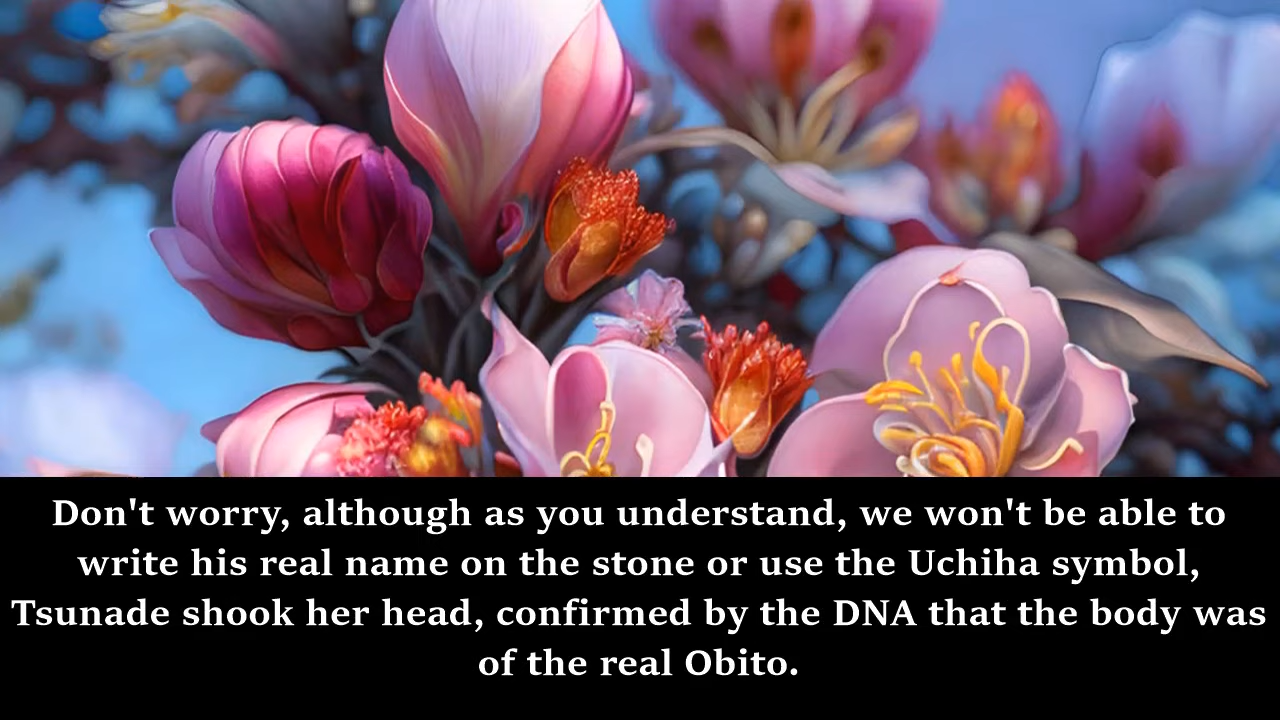 Don't worry, although as you understand, we won't be able to
write his real name on the stone or use the Uchiha symbol,
Tsunade shook her head, confirmed by the DNA that the body was
of the real Obito.